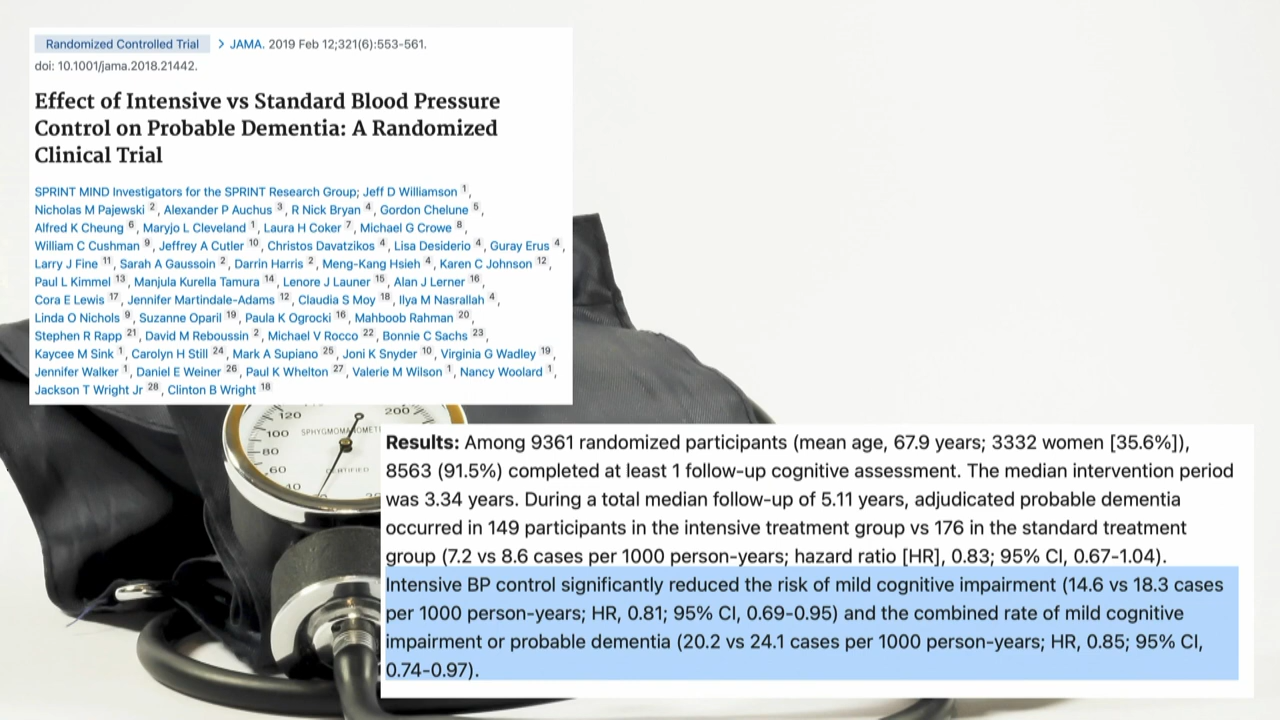 Randomized Controlled Trial > JAMA. 2019 Feb 12;321(6):553-561.
doi: 10.1001/jama.2018.21442.
Effect of Intensive vs Standard Blood Pressure
Control on Probable Dementia: A Randomized
Clinical Trial
SPRINT MIND Investigators for the SPRINT Research Group; Jeff D Williamson 1,
Nicholas M Pajewski 2, Alexander P Auchus 3, R Nick Bryan 4, Gordon Chelune 5,
Alfred K Cheung 6, Maryjo L Cleveland 1, Laura H Coker 7, Michael G Crowe 8,
William C Cushman 9, Jeffrey A Cutler 10, Christos Davatzikos 4, Lisa Desiderio 4, Guray Erus 4,
Larry J Fine 11, Sarah A Gaussoin 2, Darrin Harris 2, Meng-Kang Hsieh 4, Karen C Johnson 12,
Paul L Kimmel 13, Manjula Kurella Tamura 14, Lenore J Launer 15, Alan J Lerner 16,
Cora E Lewis 17, Jennifer Martindale-Adams 12, Claudia S Moy 18, Ilya M Nasrallah 4,
Linda O Nichols 9, Suzanne Oparil 19, Paula K Ogrocki 16, Mahboob Rahman 20,
Stephen R Rapp 21, David M Reboussin 2, Michael V Rocco 22, Bonnie C Sachs 23,
Kaycee M Sink 1, Carolyn H Still 24, Mark A Supiano 25, Joni K Snyder 10, Virginia G Wadley 19,
Jennifer Walker 1, Daniel E Weiner 26, Paul K Whelton 27, Valerie M Wilson 1, Nancy Woolard 1,
Jackson T Wright Jr 28, Clinton B Wright 18
120 200
100
80
60
Results: Among 9361 randomized participants (mean age, 67.9 years; 3332 women [35.6%]),
8563 (91.5%) completed at least 1 follow-up cognitive assessment. The median intervention period
was 3.34 years. During a total median follow-up of 5.11 years, adjudicated probable dementia
occurred in 149 participants in the intensive treatment group vs 176 in the standard treatment
group (7.2 vs 8.6 cases per 1000 person-years; hazard ratio [HR], 0.83; 95% CI, 0.67-1.04).
Intensive BP control significantly reduced the risk of mild cognitive impairment (14.6 vs 18.3 cases
per 1000 person-years; HR, 0.81; 95% CI, 0.69-0.95) and the combined rate of mild cognitive
impairment or probable dementia (20.2 vs 24.1 cases per 1000 person-years; HR, 0.85; 95% CI,
0.74-0.97).